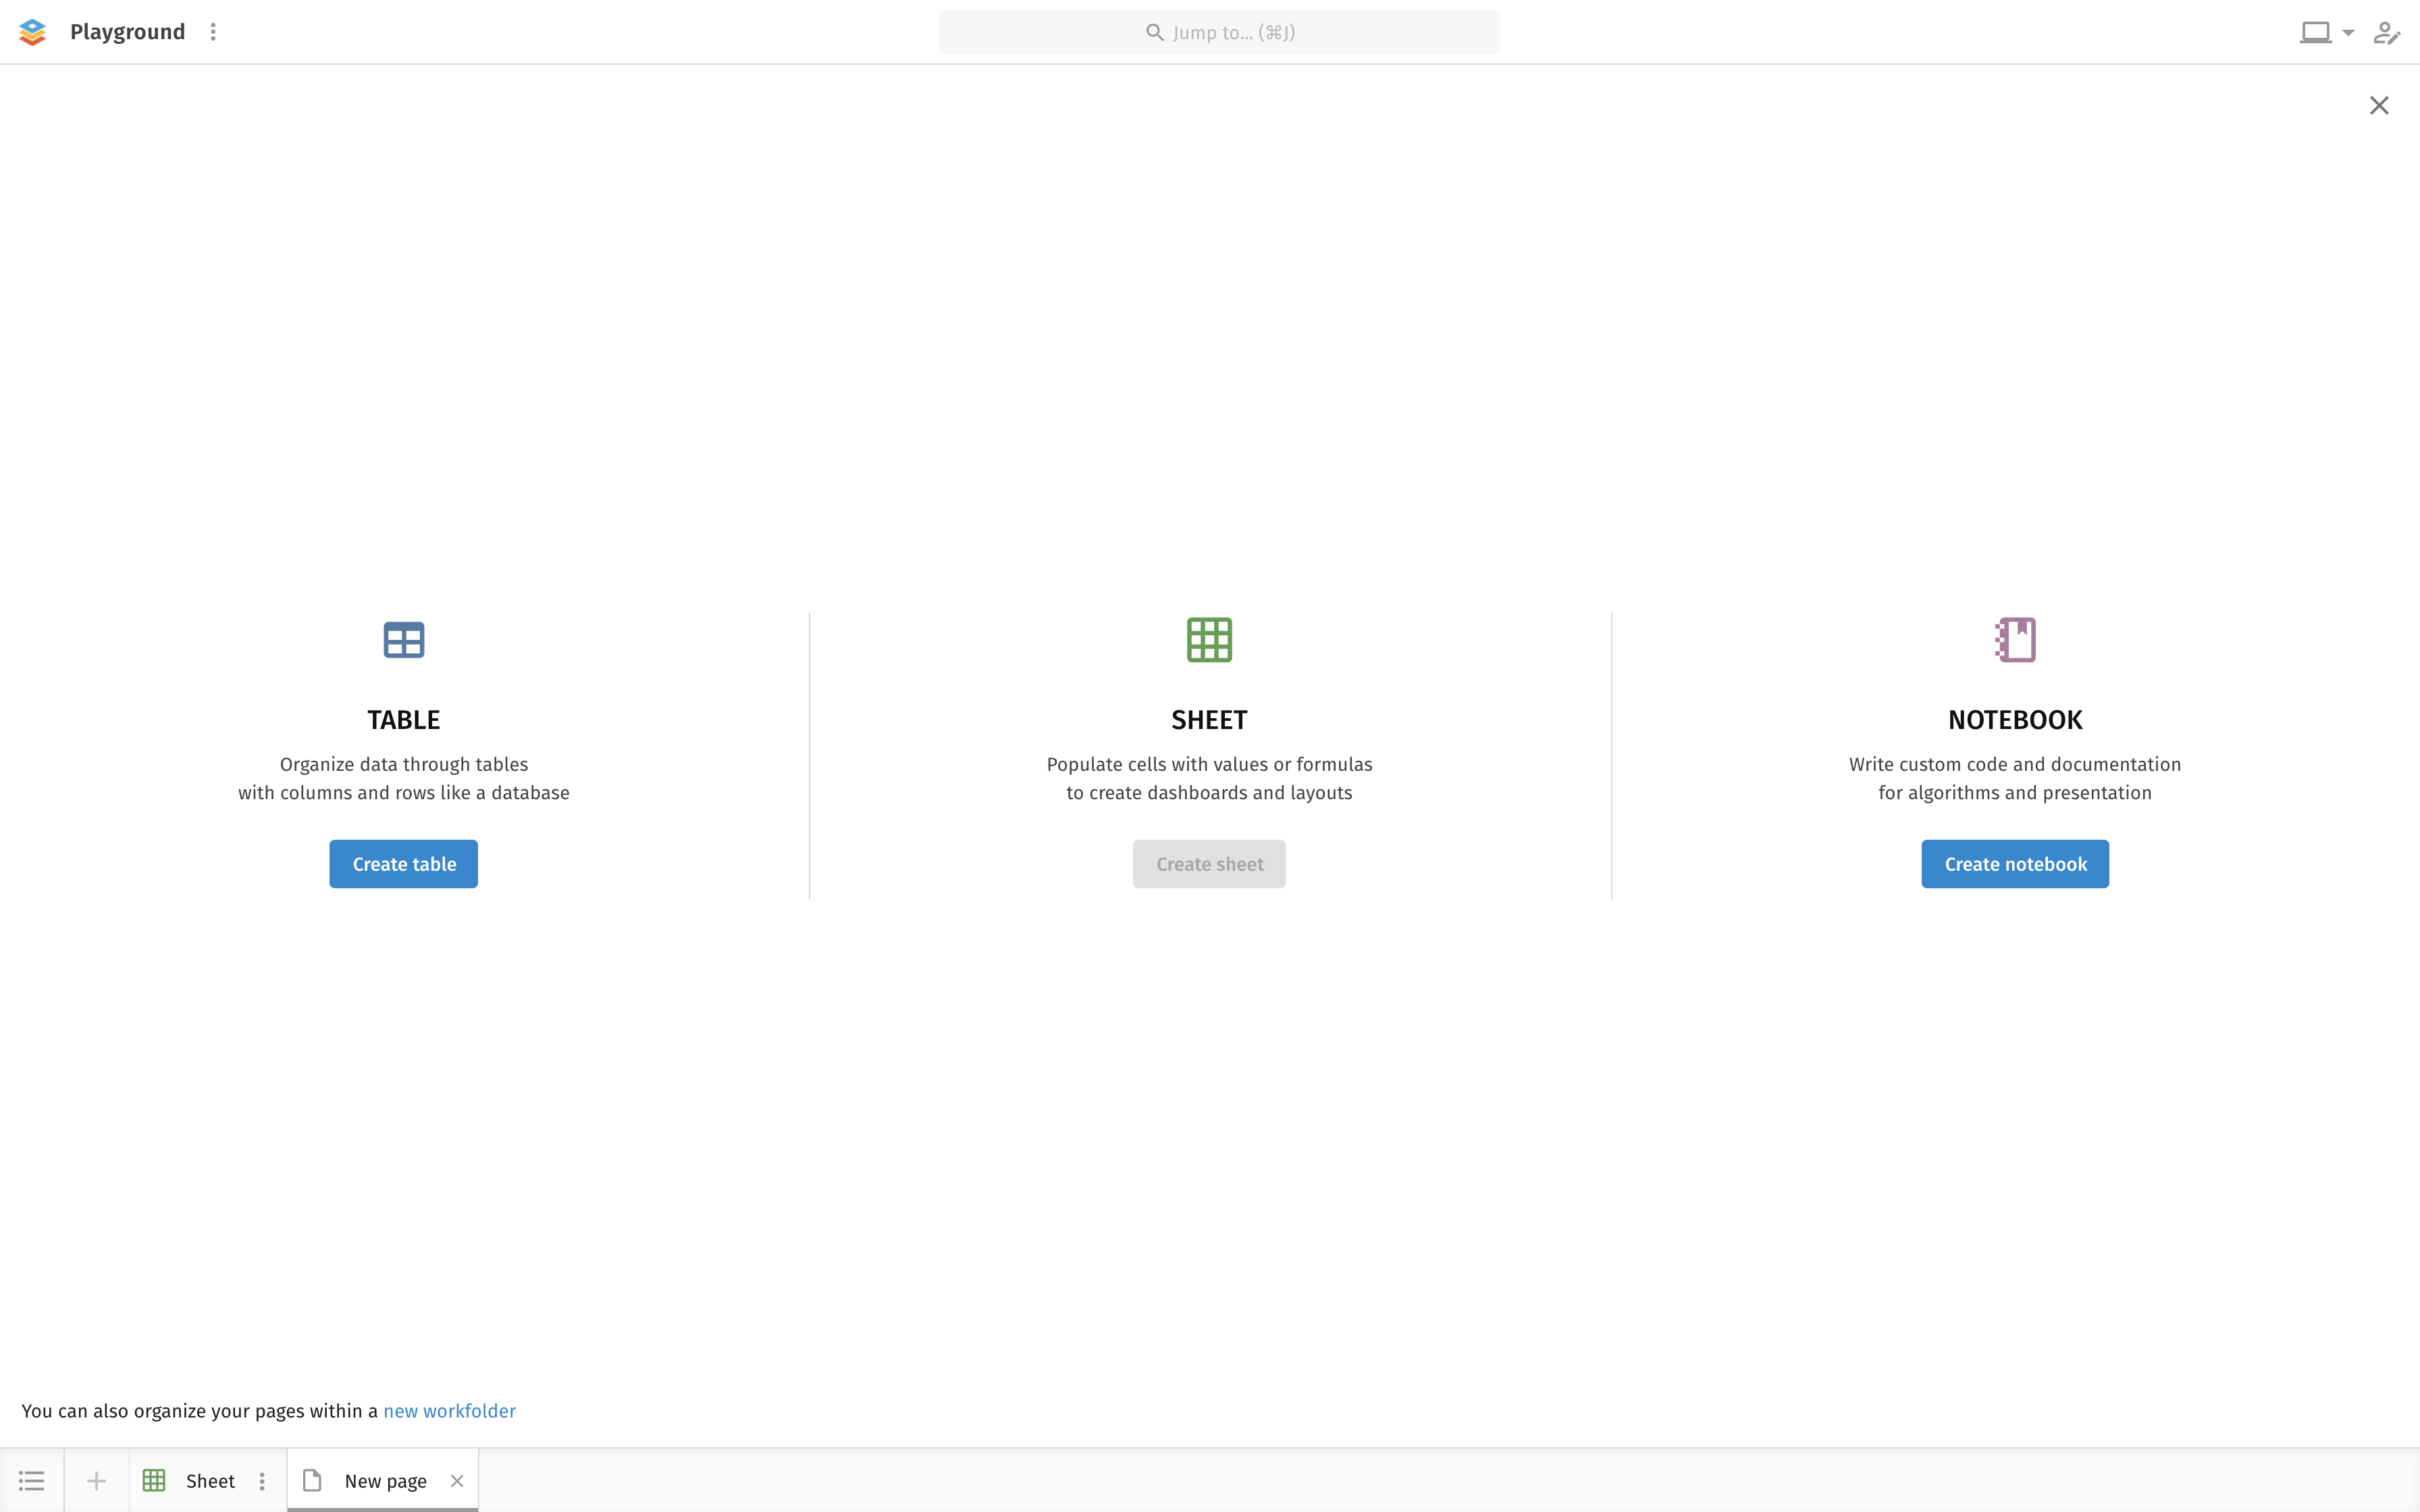 Playground
Jump to... (⌘J)
TABLE
Organize data through tables
with columns and rows like a database
Create table
SHEET
Populate cells with values or formulas
to create dashboards and layouts
Create sheet
NOTEBOOK
Write custom code and documentation
for algorithms and presentation
Create notebook
You can also organize your pages within a new workfolder
Sheet
New page